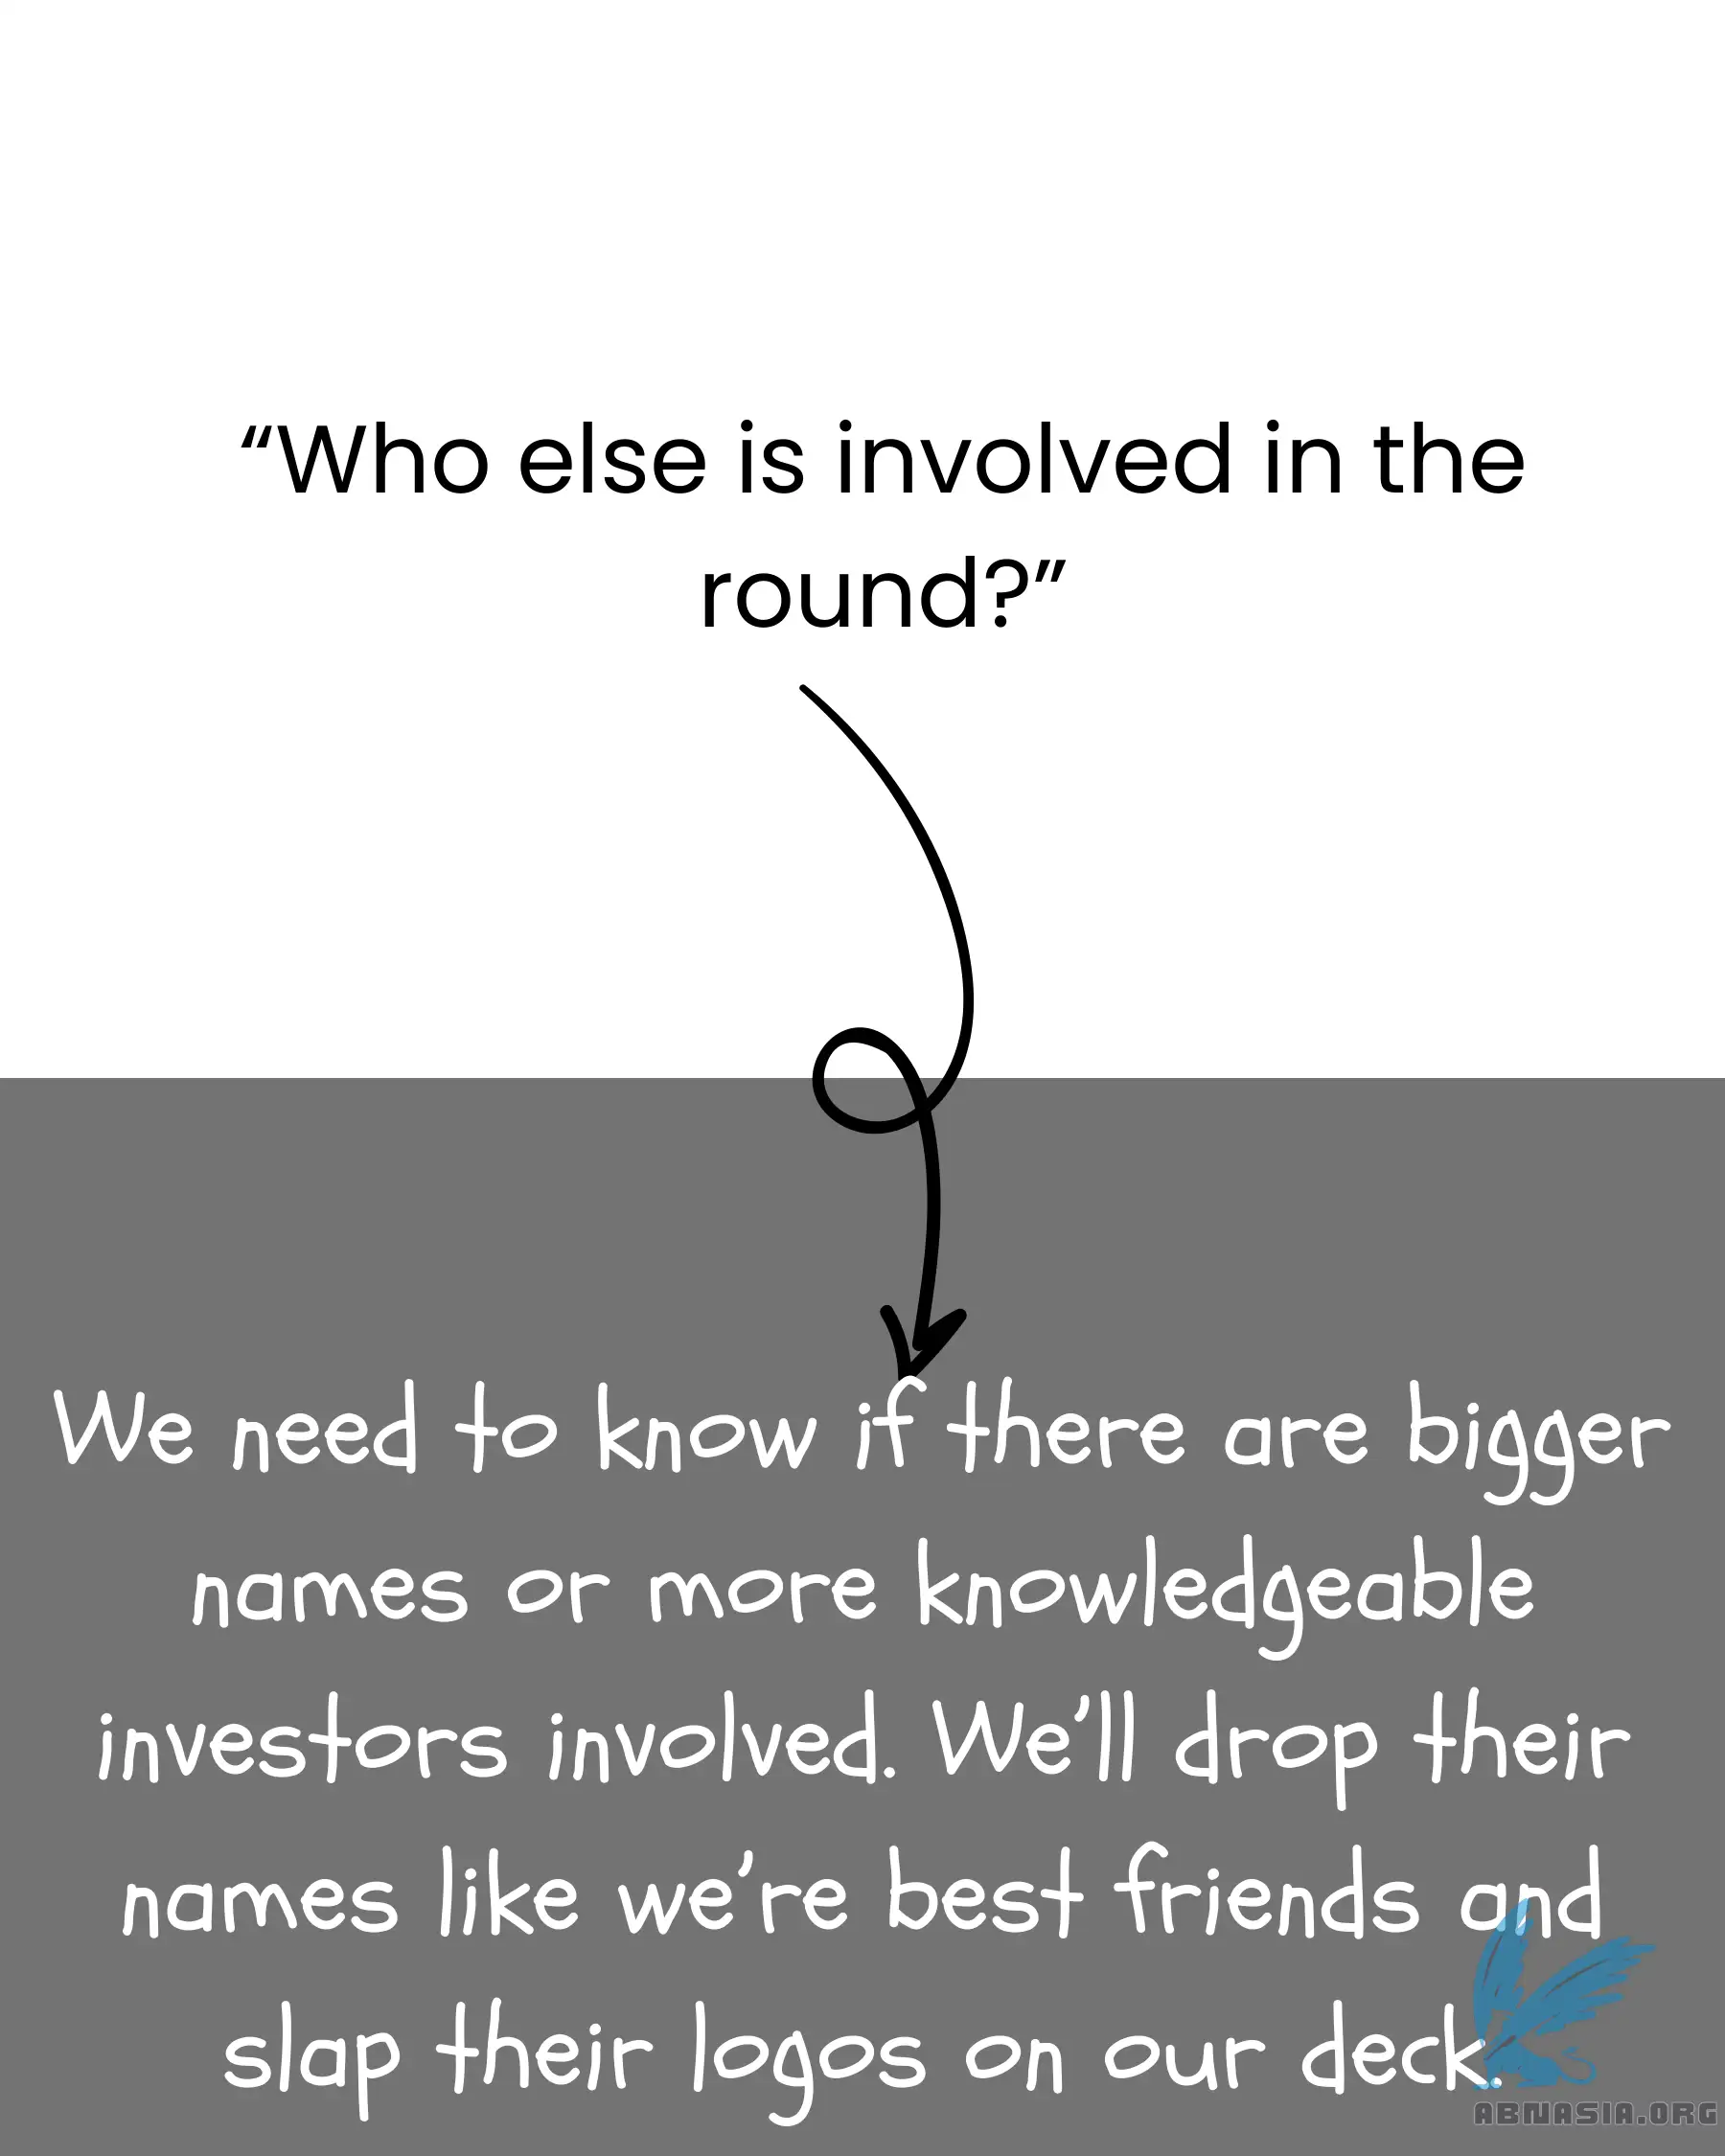 “Who else is involved in the
round?”
We need to know if there are bigger
names or more knowledgeable
investors involved. We’ll drop their
names like we’re best friends and
slap their logos on our deck.
ABNASIA.ORG